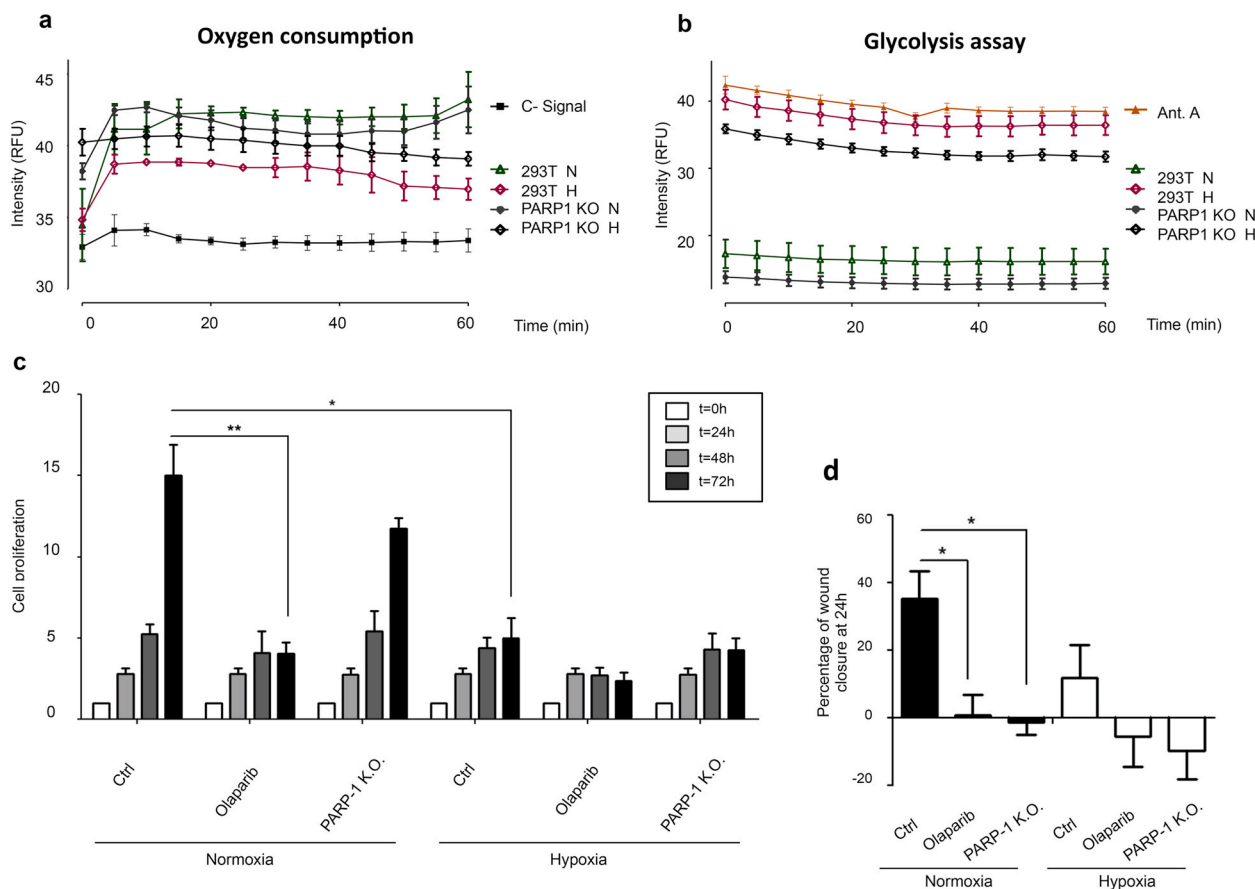 a
Oxygen consumption
Intensity (RFU)
45
40
35
30
0
20
40
60
Time (min)
C- Signal
293T N
293T H
PARP1 KO N
PARP1 KO H
b
Glycolysis assay
Intensity (RFU)
40
30
20
0
20
40
60
Time (min)
Ant. A
293T N
293T H
PARP1 KO N
PARP1 KO H
c
Cell proliferation
20
15
10
5
0
**
*
t=0h
t=24h
t=48h
t=72h
Ctrl
Olaparib
PARP-1 K.O.
Ctrl
Olaparib
PARP-1 K.O.
Normoxia
Hypoxia
d
Percentage of wound
closure at 24h
60
40
20
0
-20
*
*
Ctrl
Olaparib
PARP-1 K.O.
Ctrl
Olaparib
PARP-1 K.O.
Normoxia
Hypoxia